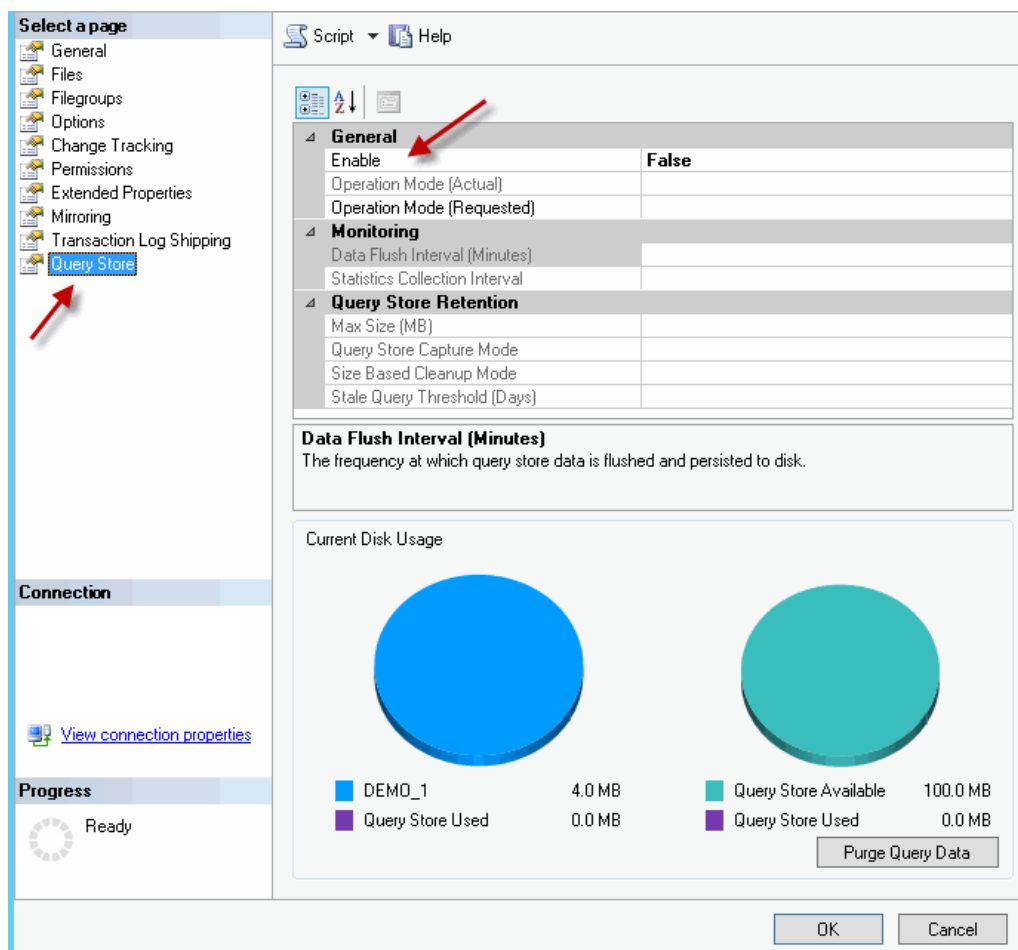 Select a page
General
Files
Filegroups
Options
Change Tracking
Permissions
Extended Properties
Mirroring
Transaction Log Shipping
Query Store
Connection
View connection properties
Progress
Ready
Script Help
General
Enable False
Operation Mode (Actual)
Operation Mode (Requested)
Monitoring
Data Flush Interval (Minutes)
Statistics Collection Interval
Query Store Retention
Max Size (MB)
Query Store Capture Mode
Size Based Cleanup Mode
Stale Query Threshold (Days)
Data Flush Interval (Minutes)
The frequency at which query store data is flushed and persisted to disk.
Current Disk Usage
DEMO_1 4.0 MB
Query Store Used 0.0 MB
Query Store Available 100.0 MB
Query Store Used 0.0 MB
Purge Query Data
OK Cancel